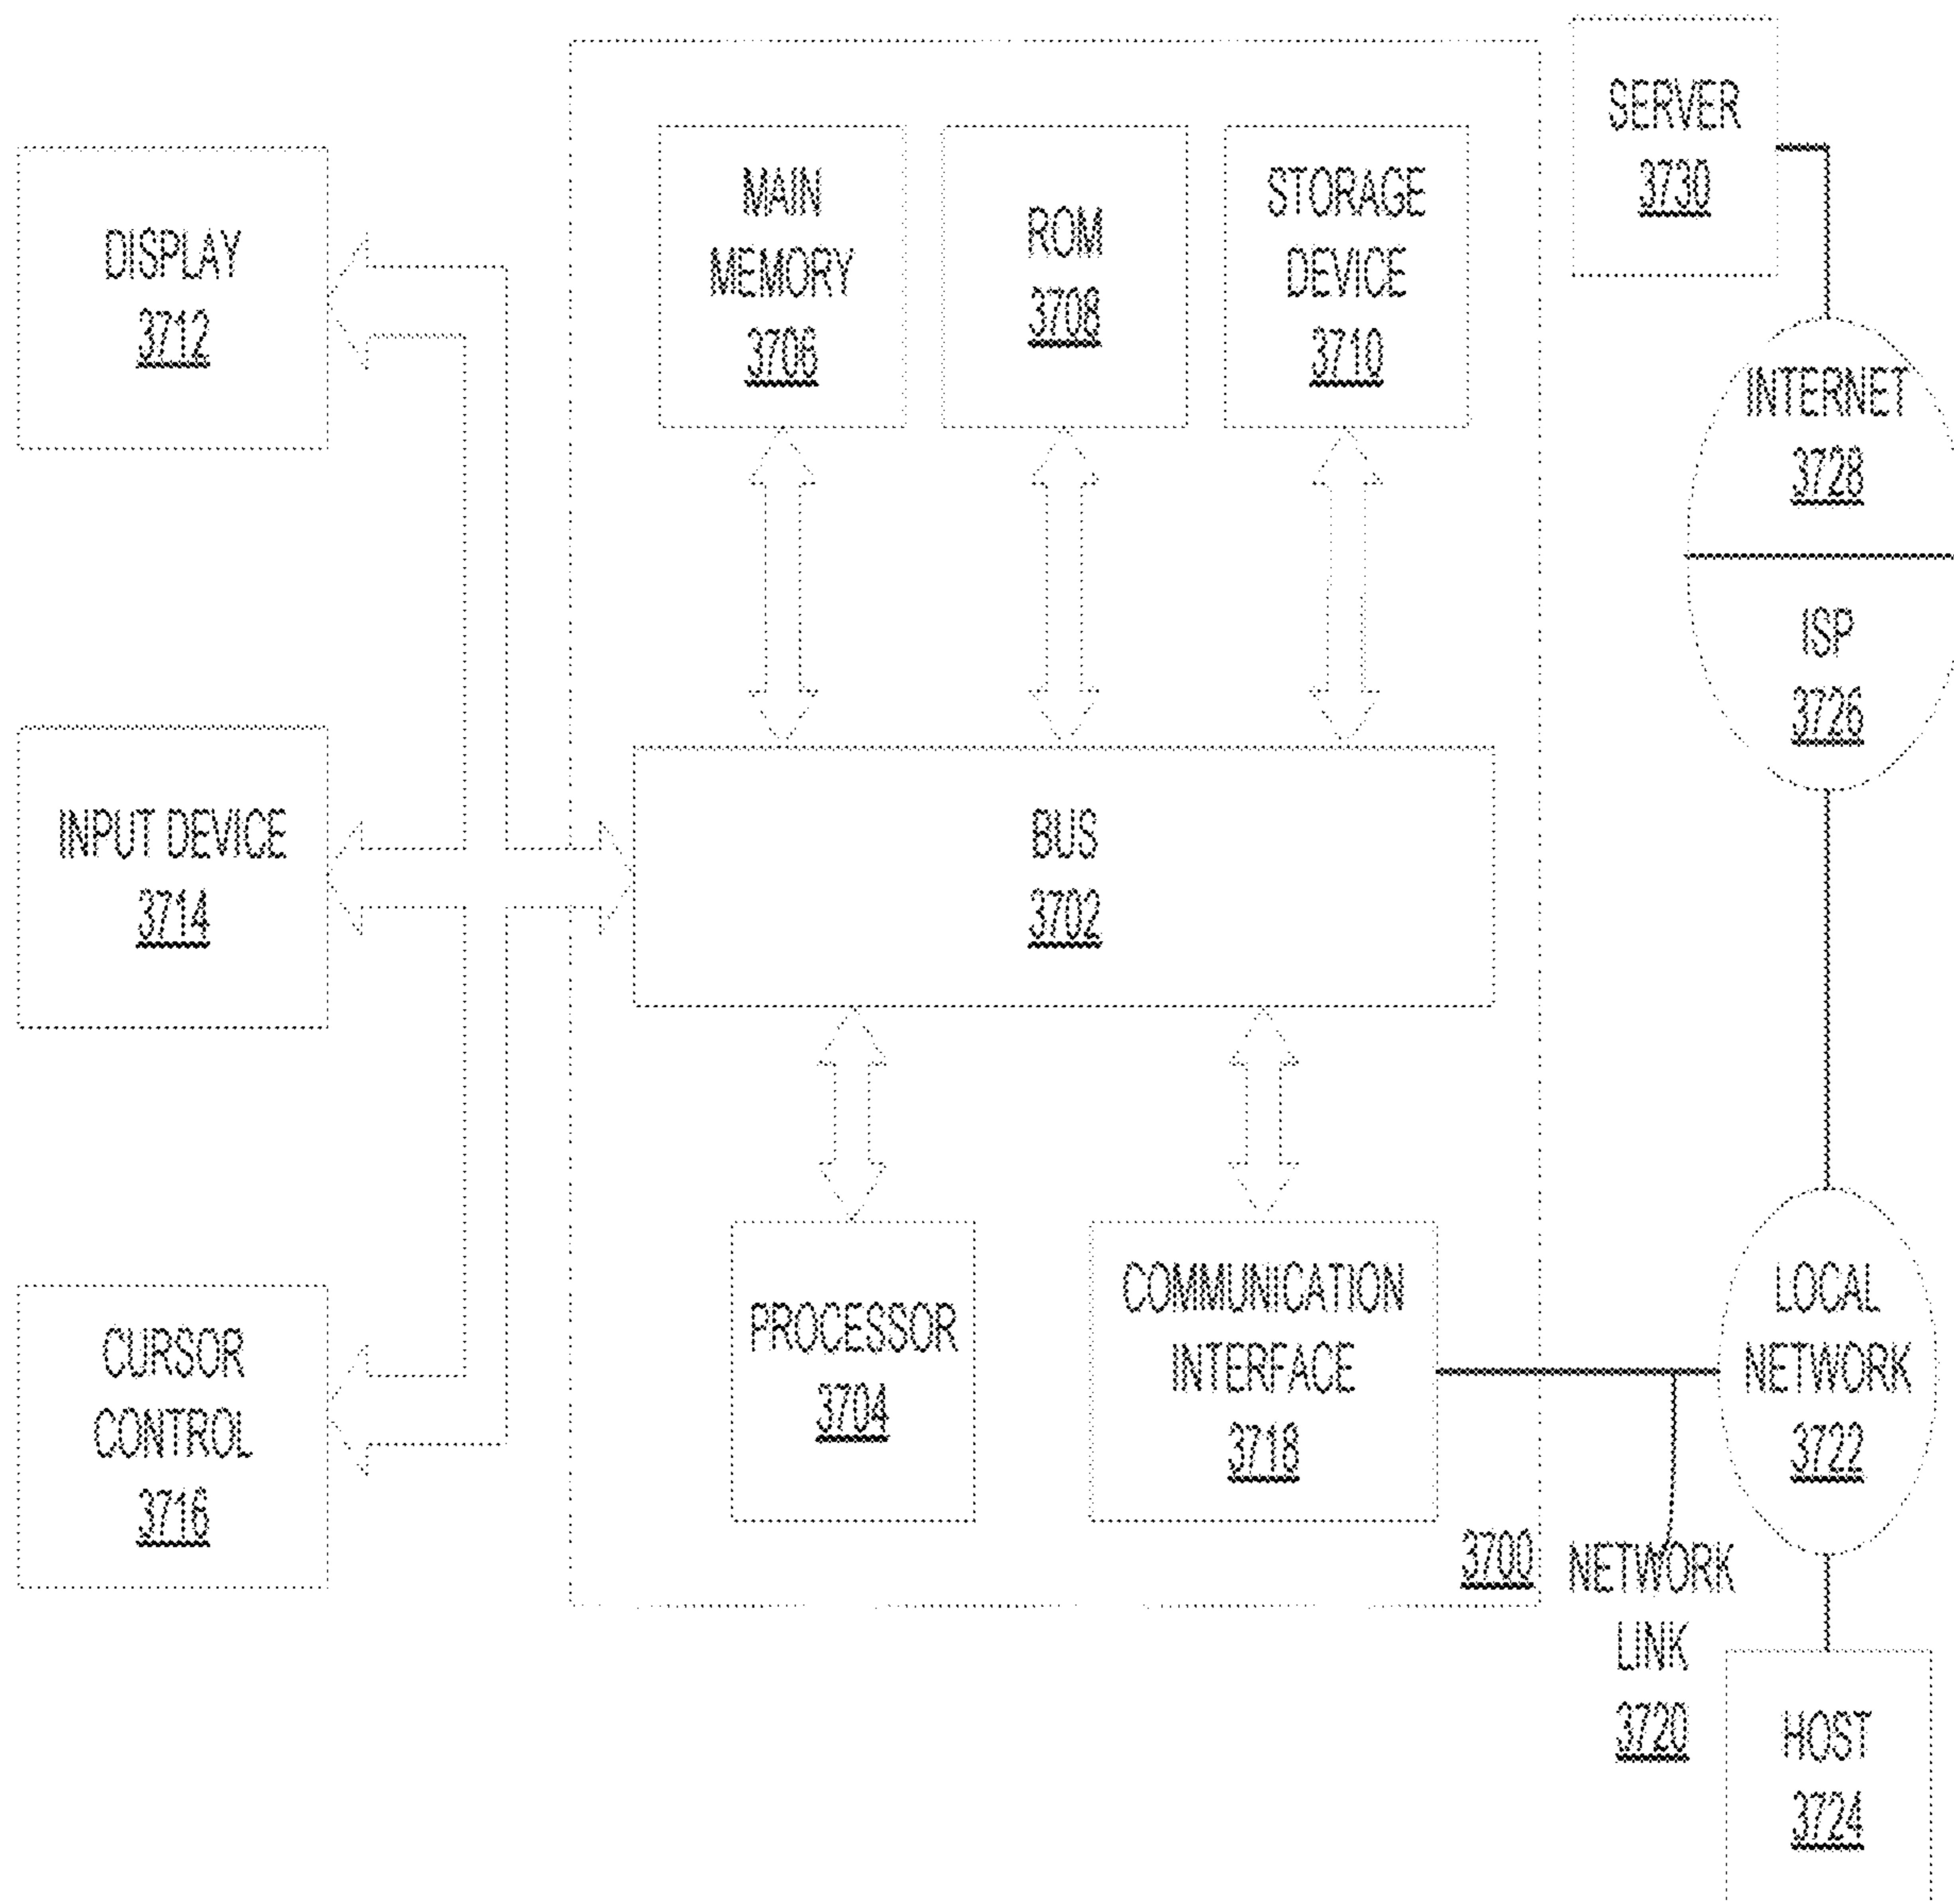 DISPLAY
3712
INPUT DEVICE
3714
CURSOR
CONTROL
3716
MAIN
MEMORY
3706
ROM
3708
STORAGE
DEVICE
3710
BUS
3702
PROCESSOR
3704
COMMUNICATION
INTERFACE
3718
3700
SERVER
3730
INTERNET
3728
ISP
3726
LOCAL
NETWORK
3722
NETWORK
LINK
3720
HOST
3724